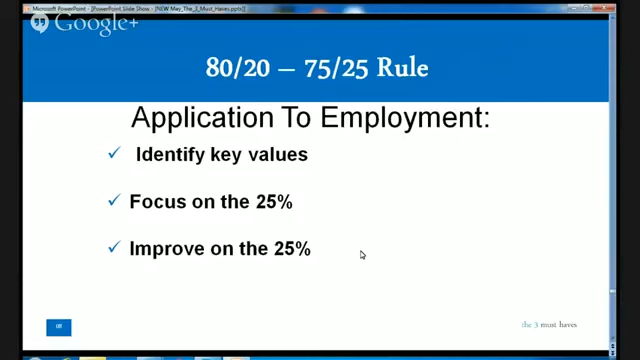 Microsoft PowerPoint - [PowerPoint Slide Show - [NEW May_The_3_Must_Haves.pptx]]
Google+
80/20 – 75/25 Rule
Application To Employment:
✓ Identify key values
✓ Focus on the 25%
✓ Improve on the 25%
the 3 must haves